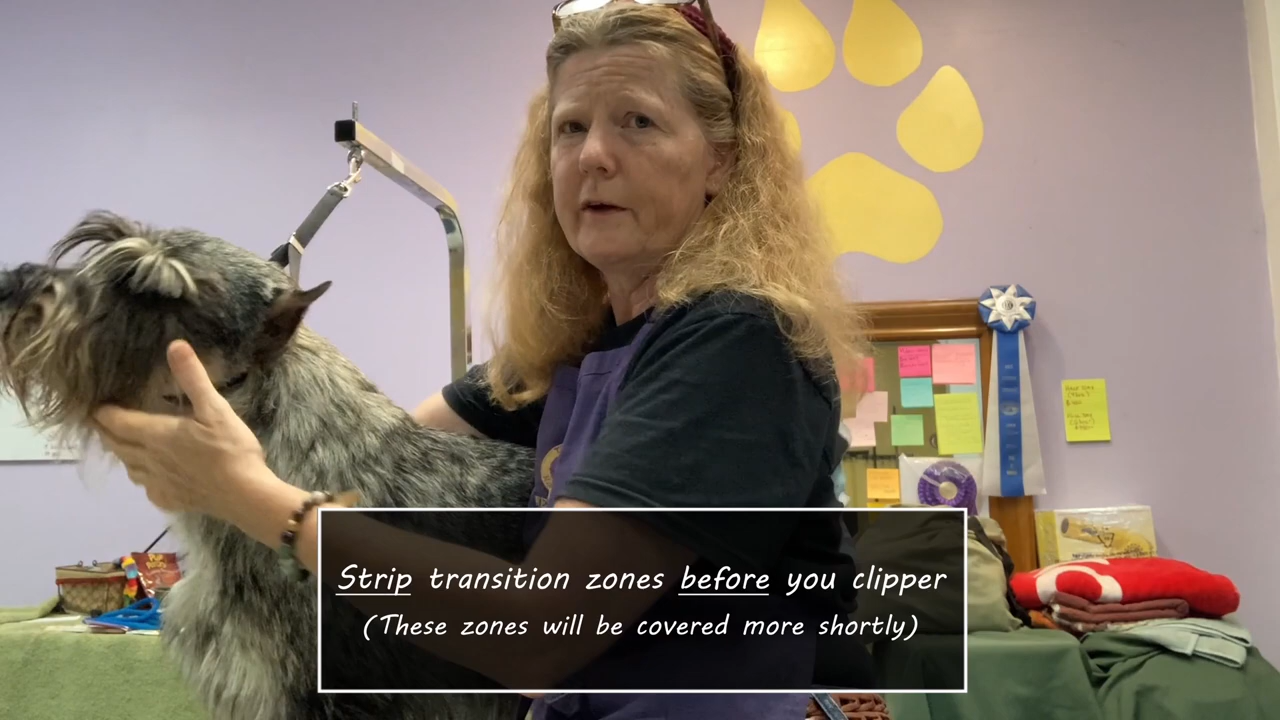 Strip transition zones before you clipper
(These zones will be covered more shortly)